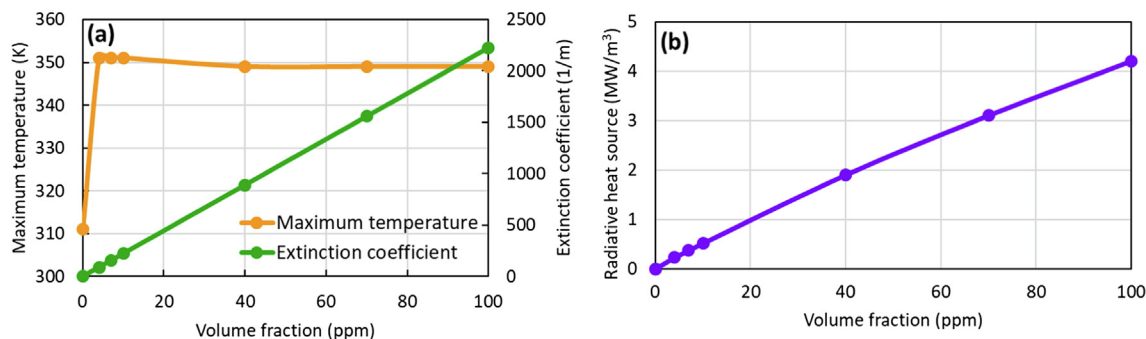 (a)
Maximum temperature (K)
360
350
340
330
320
310
300
2500
2000
1500
1000
500
0
Extinction coefficient (1/m)
Maximum temperature
Extinction coefficient
0 20 40 60 80 100
Volume fraction (ppm)
(b)
Radiative heat source (MW/m³)
5
4
3
2
1
0
0 20 40 60 80 100
Volume fraction (ppm)